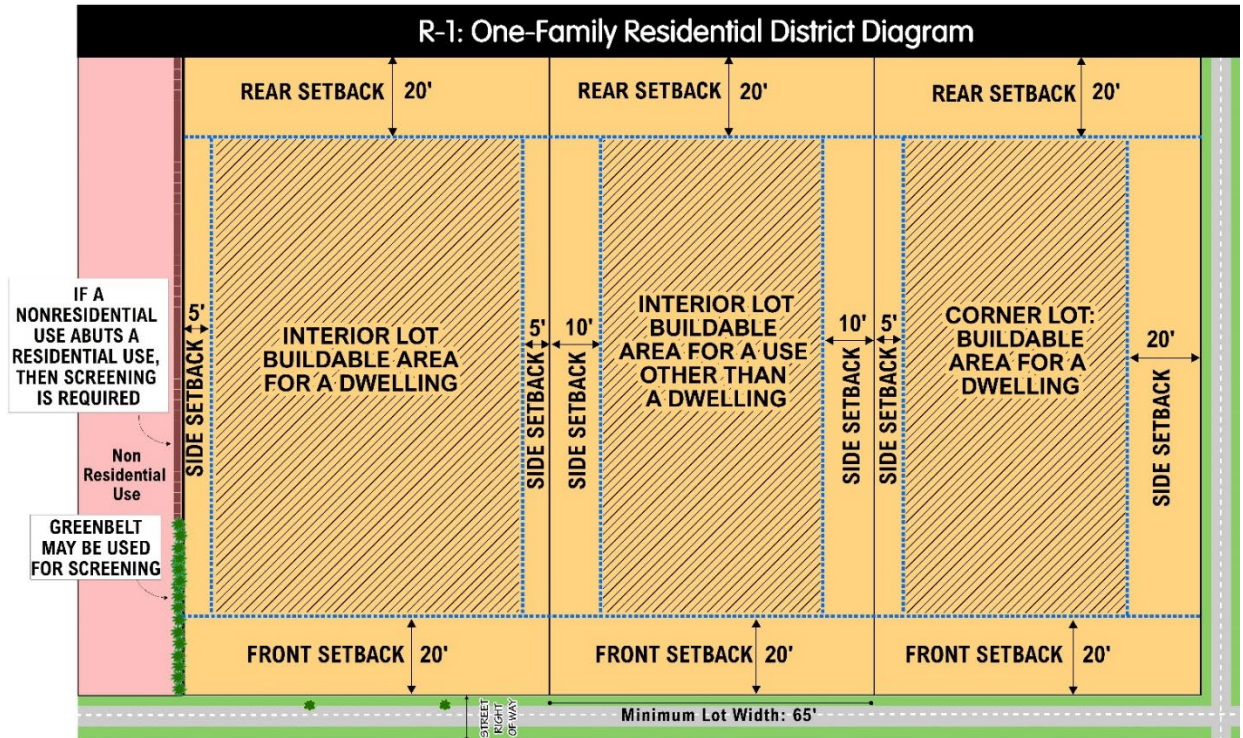 R-1: One-Family Residential District Diagram
REAR SETBACK 20'
REAR SETBACK 20'
REAR SETBACK 20'
IF A
NONRESIDENTIAL
USE ABUTS A
RESIDENTIAL USE,
THEN SCREENING
IS REQUIRED
Non
Residential
Use
GREENBELT
MAY BE USED
FOR SCREENING
5'
SIDE SETBACK
INTERIOR LOT
BUILDABLE AREA
FOR A DWELLING
5'
SIDE SETBACK
10'
SIDE SETBACK
INTERIOR LOT
BUILDABLE
AREA FOR A USE
OTHER THAN
A DWELLING
10'
SIDE SETBACK
5'
SIDE SETBACK
CORNER LOT:
BUILDABLE
AREA FOR A
DWELLING
20'
SIDE SETBACK
FRONT SETBACK 20'
FRONT SETBACK 20'
FRONT SETBACK 20'
STREET
RIGHT
OF WAY
Minimum Lot Width: 65'